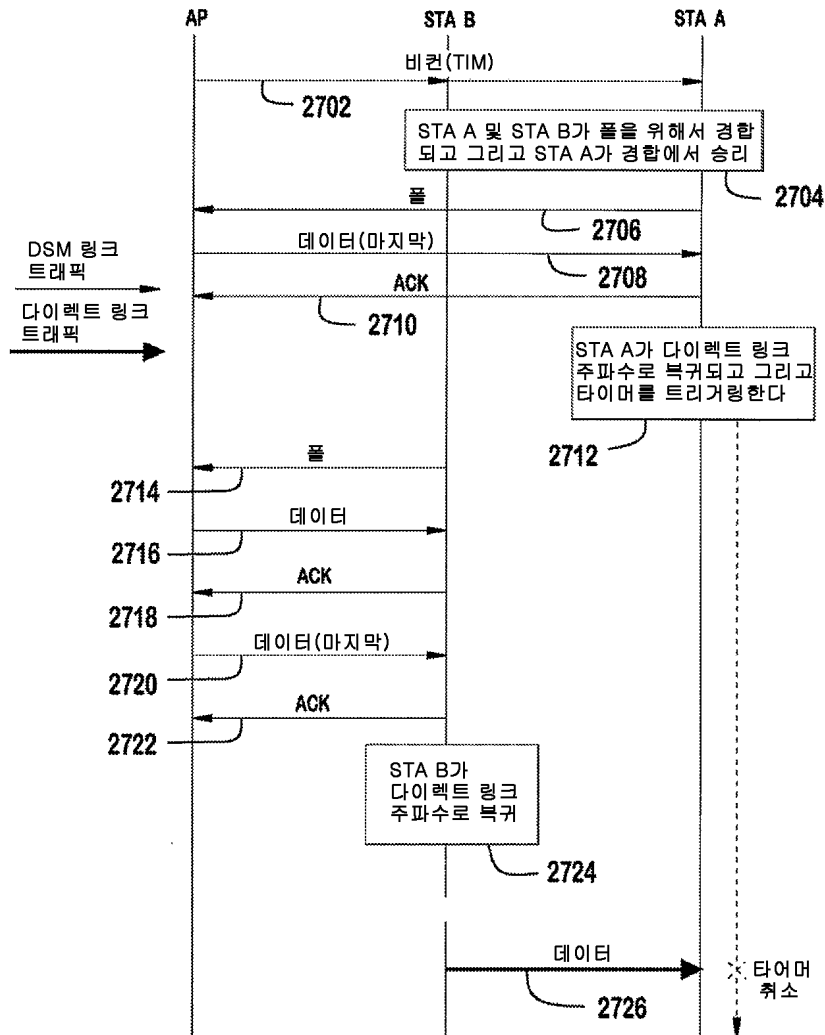 AP STA B STA A
비컨(TIM)
2702
STA A 및 STA B가 폴을 위해서 경합
되고 그리고 STA A가 경합에서 승리
2704
폴
2706
데이터(마지막)
2708
DSM 링크
트래픽
ACK
2710
다이렉트 링크
트래픽
STA A가 다이렉트 링크
주파수로 복귀되고 그리고
타이머를 트리거링한다
2712
폴
2714
데이터
2716
ACK
2718
데이터(마지막)
2720
ACK
2722
STA B가
다이렉트 링크
주파수로 복귀
2724
데이터
2726
타어머
취소